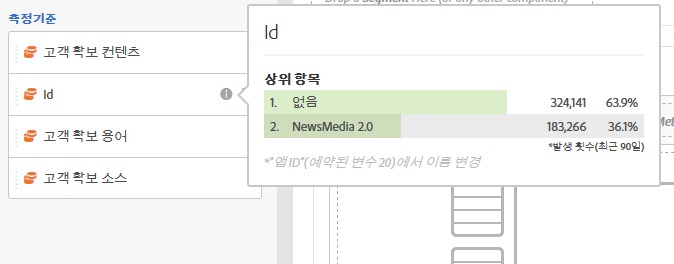 Drop a Segment Here (or any other component)
측정기준
고객 확보 컨텐츠
Id
고객 확보 용어
고객 확보 소스
Id
상위 항목
1. 없음 324,141 63.9%
2. NewsMedia 2.0 183,266 36.1%
*발생 횟수(최근 90일)
*"앱 ID"(예약된 변수 20)에서 이름 변경